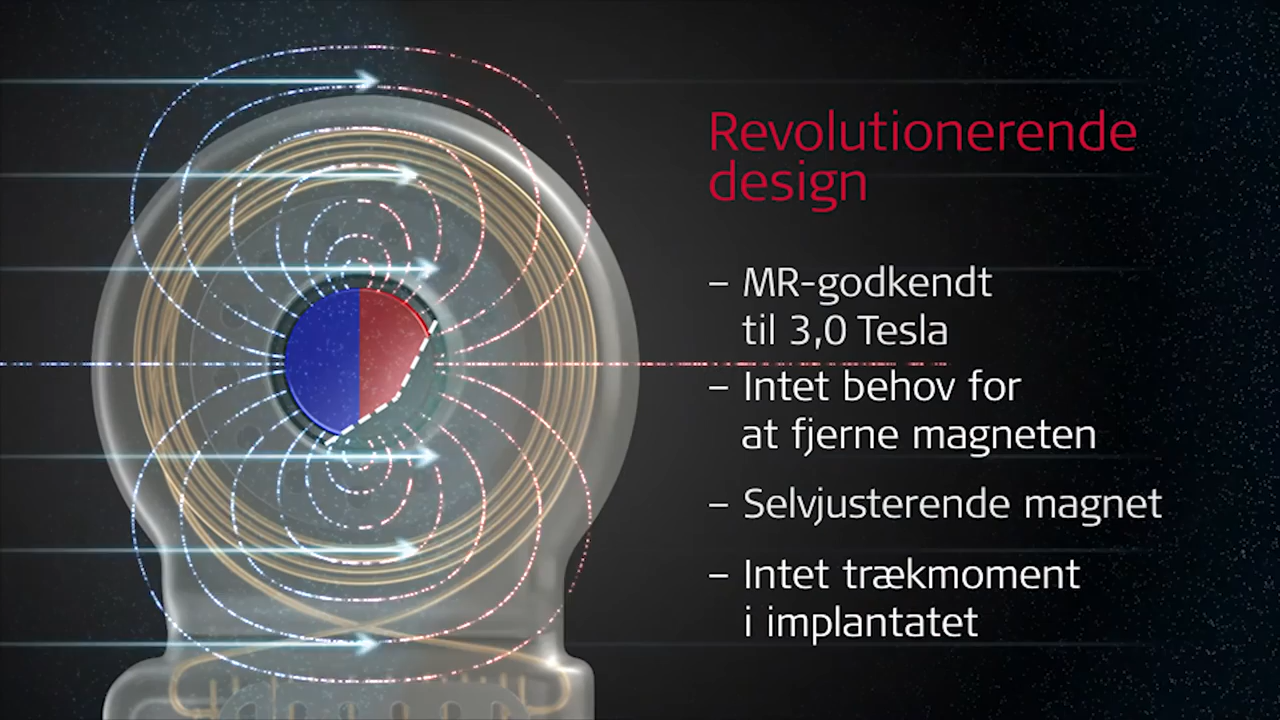 Revolutionerende
design
– MR-godkendt
til 3,0 Tesla
– Intet behov for
at fjerne magneten
– Selvjusterende magnet
– Intet trækmoment
i implantatet